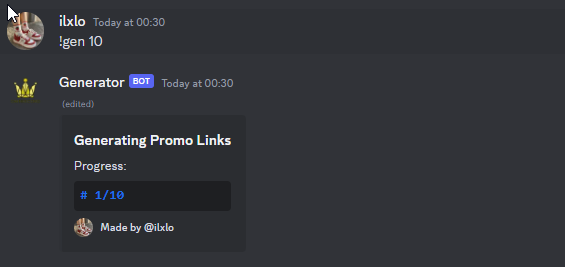 ilxlo Today at 00:30
!gen 10
Generator BOT Today at 00:30
(edited)
Generating Promo Links
Progress:
# 1/10
Made by @ilxlo